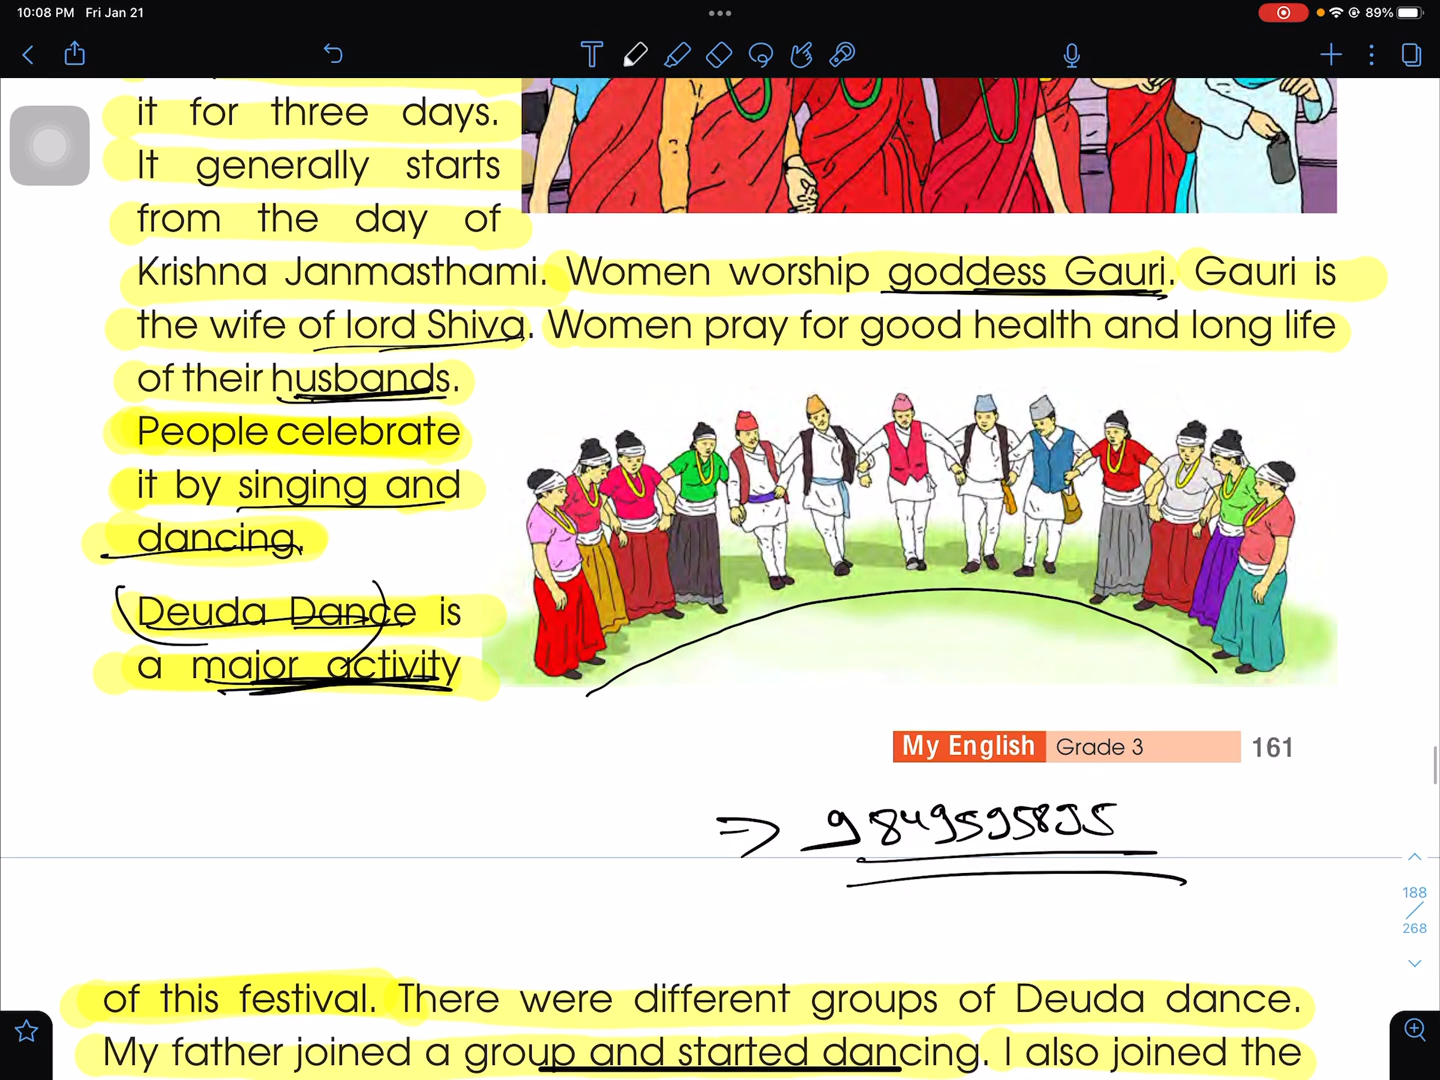 10:08 PM Fri Jan 21
89%
it for three days.
It generally starts
from the day of
Krishna Janmasthami. Women worship goddess Gauri. Gauri is
the wife of lord Shiva. Women pray for good health and long life
of their husbands.
People celebrate
it by singing and
dancing.
Deuda Dance is
a major activity
My English Grade 3 161
⇒ 9849595895
188
/
268
of this festival. There were different groups of Deuda dance.
My father joined a group and started dancing. I also joined the